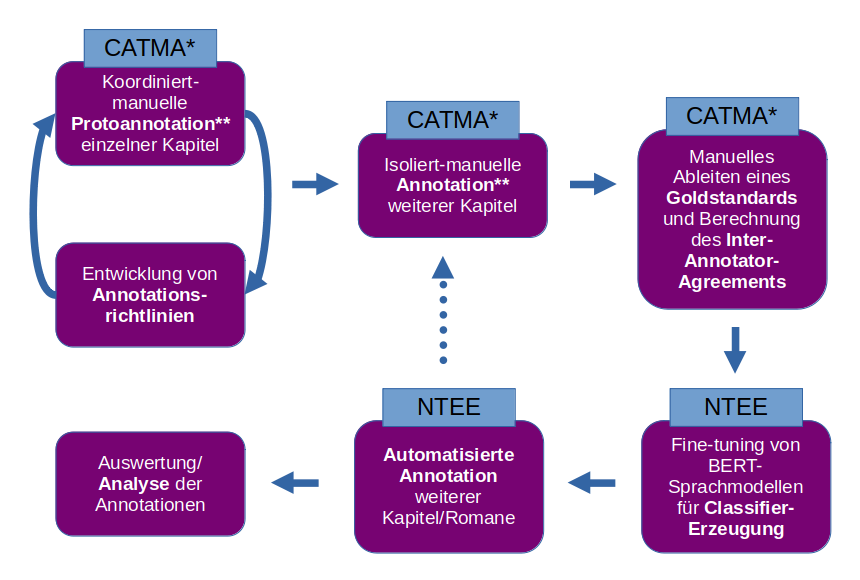 CATMA*
Koordiniert-
manuelle
Protoannotation**
einzelner Kapitel
Entwicklung von
Annotations-
richtlinien
CATMA*
Isoliert-manuelle
Annotation**
weiterer Kapitel
CATMA*
Manuelles
Ableiten eines
Goldstandards
und Berechnung
des Inter-
Annotator-
Agreements
NTEE
Fine-tuning von
BERT-
Sprachmodellen
für Classifier-
Erzeugung
NTEE
Automatisierte
Annotation
weiterer
Kapitel/Romane
Auswertung/
Analyse der
Annotationen